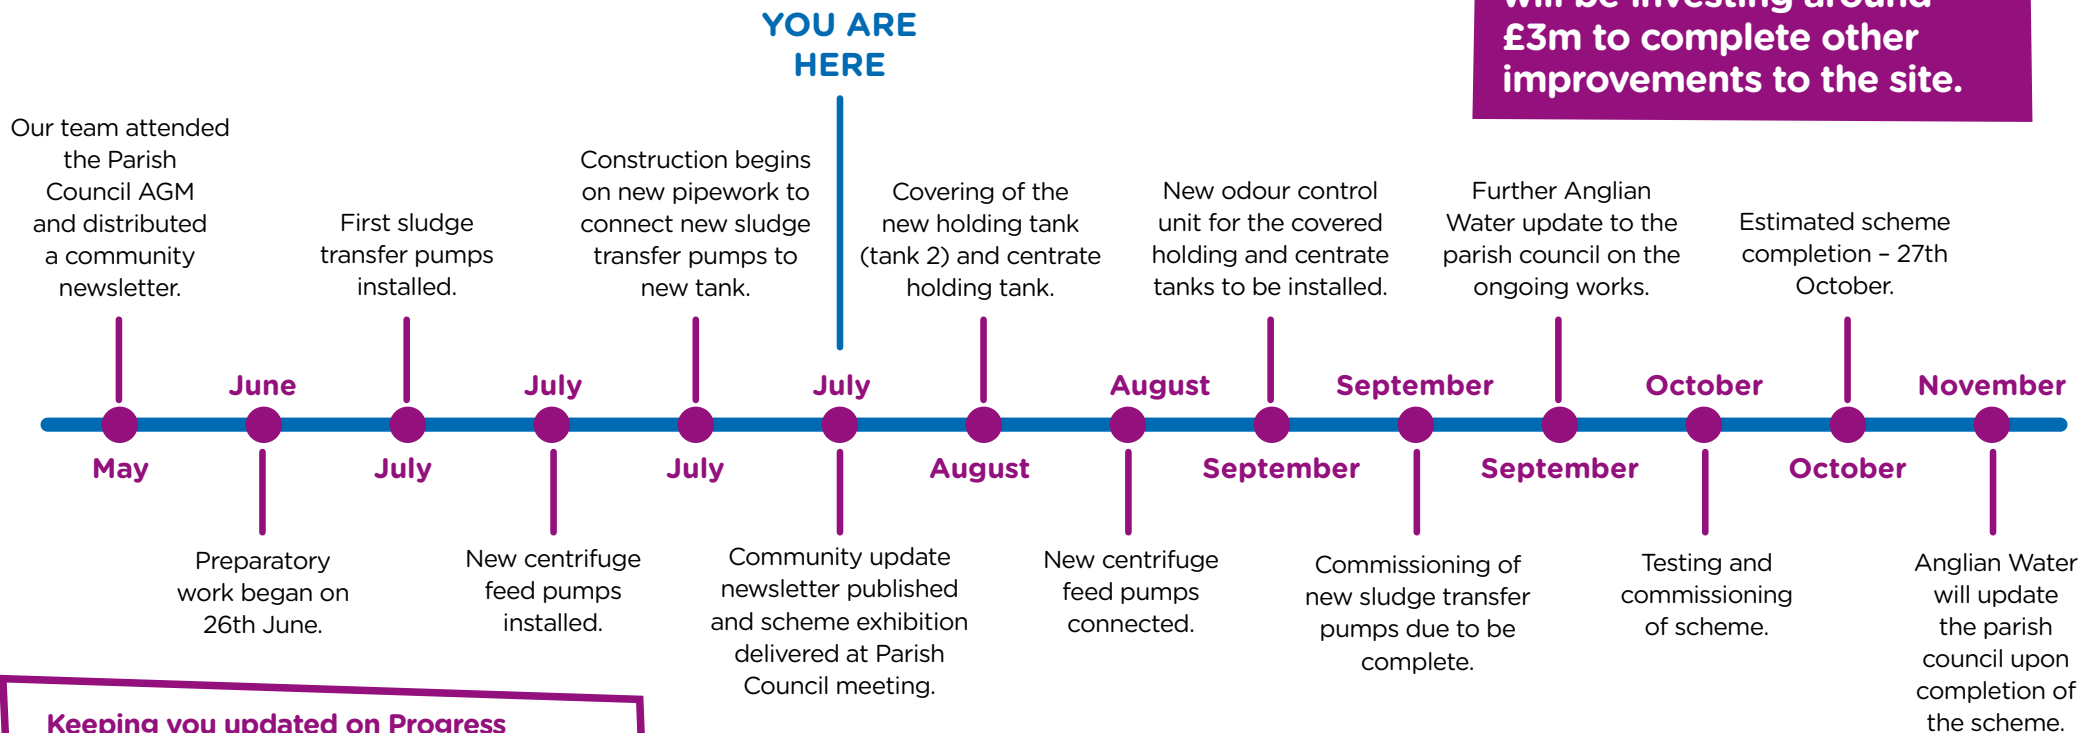 will be investing around
£3m to complete other
improvements to the site.
YOU ARE
HERE
Our team attended
the Parish
Council AGM
and distributed
a community
newsletter.
May
June
Preparatory
work began on
26th June.
First sludge
transfer pumps
installed.
July
July
New centrifuge
feed pumps
installed.
Construction begins
on new pipework to
connect new sludge
transfer pumps to
new tank.
July
July
Community update
newsletter published
and scheme exhibition
delivered at Parish
Council meeting.
Covering of the
new holding tank
(tank 2) and centrate
holding tank.
August
August
New centrifuge
feed pumps
connected.
New odour control
unit for the covered
holding and centrate
tanks to be installed.
September
September
Commissioning of
new sludge transfer
pumps due to be
complete.
Further Anglian
Water update to the
parish council on the
ongoing works.
September
October
Testing and
commissioning
of scheme.
Estimated scheme
completion – 27th
October.
October
November
Anglian Water
will update
the parish
council upon
completion of
the scheme.
Keeping you updated on Progress